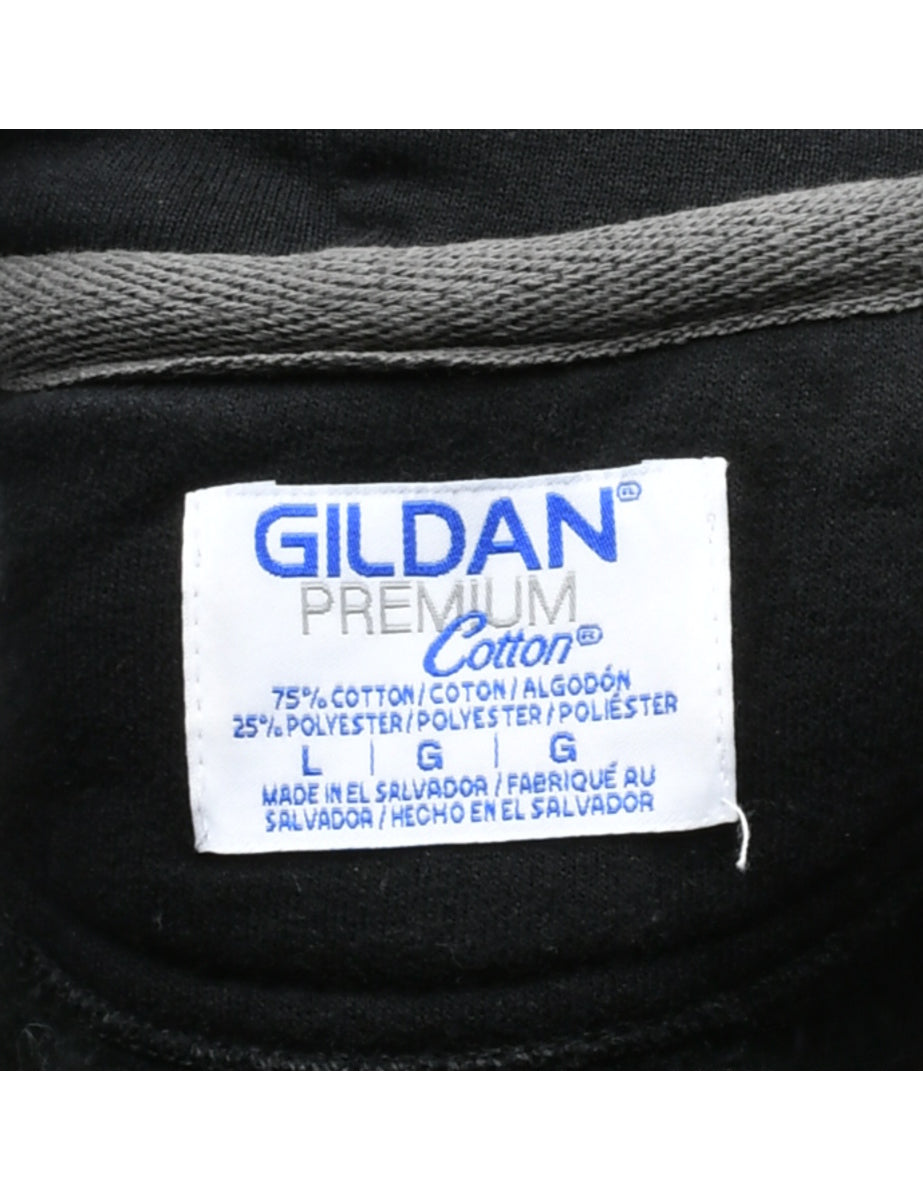 GILDAN®
PREMIUM
Cotton®
75% COTTON/COTON/ALGODÓN
25% POLYESTER/POLYESTER/POLIÉSTER
L | G | G
MADE IN EL SALVADOR/FABRIQUÉ AU
SALVADOR/HECHO EN EL SALVADOR